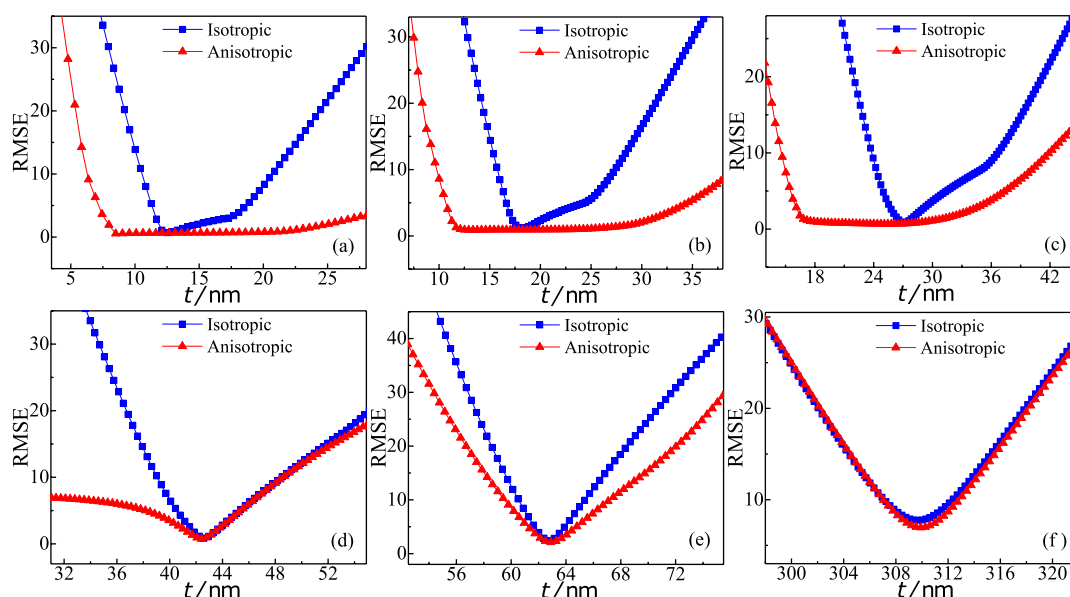 Isotropic
Anisotropic
RMSE
30
20
10
0
5 10 15 20 25
t/nm
(a)
Isotropic
Anisotropic
RMSE
30
20
10
0
10 15 20 25 30 35
t/nm
(b)
Isotropic
Anisotropic
RMSE
20
10
0
18 24 30 36 42
t/nm
(c)
Isotropic
Anisotropic
RMSE
30
20
10
0
32 36 40 44 48 52
t/nm
(d)
Isotropic
Anisotropic
RMSE
40
30
20
10
0
56 60 64 68 72
t/nm
(e)
Isotropic
Anisotropic
RMSE
30
20
10
300 304 308 312 316 320
t/nm
(f)